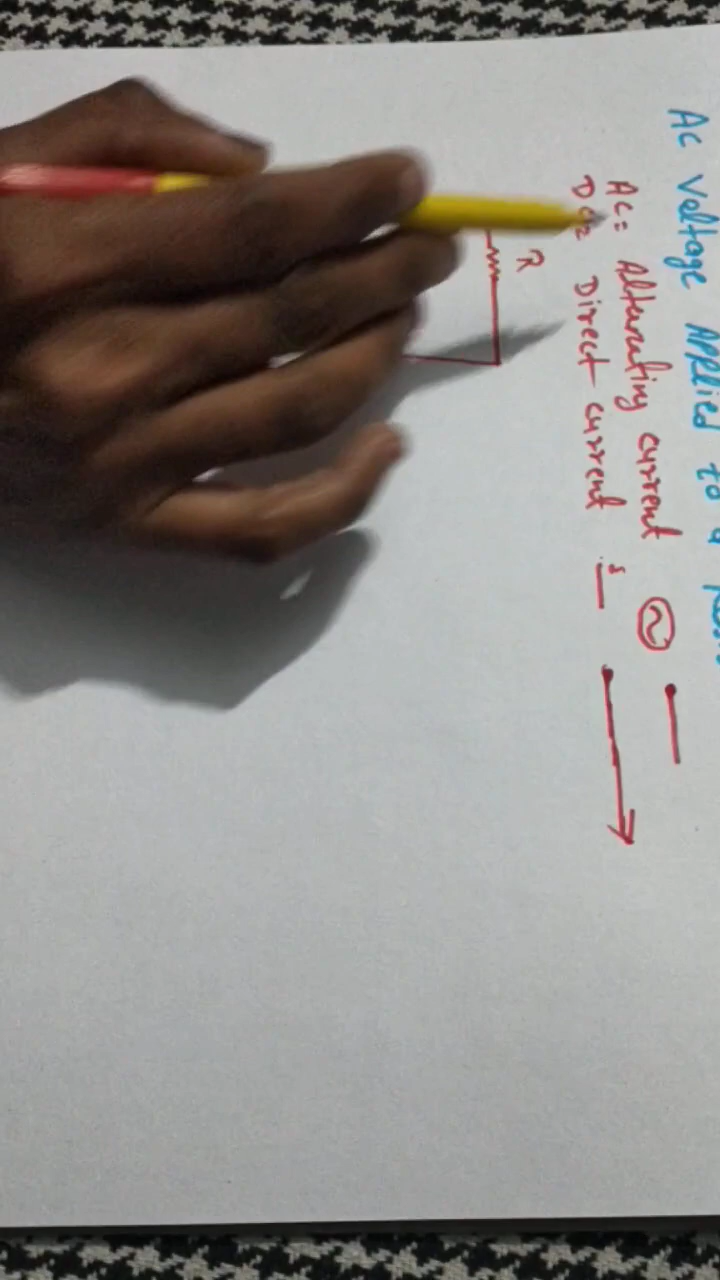 AC voltage APPlied to a
AC = Alternating current
DC = Direct current
R